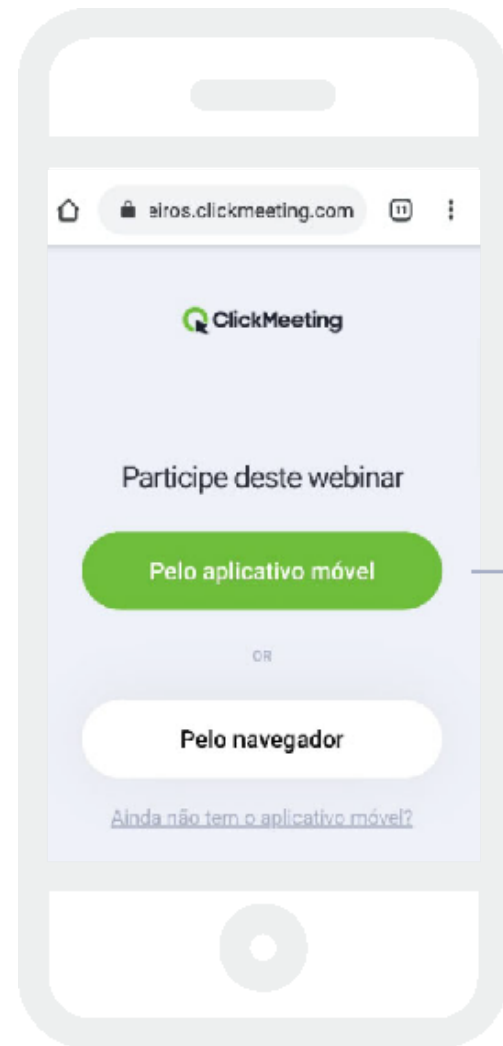 eiros.clickmeeting.com 11
ClickMeeting
Participe deste webinar
Pelo aplicativo móvel
OR
Pelo navegador
Ainda não tem o aplicativo móvel?